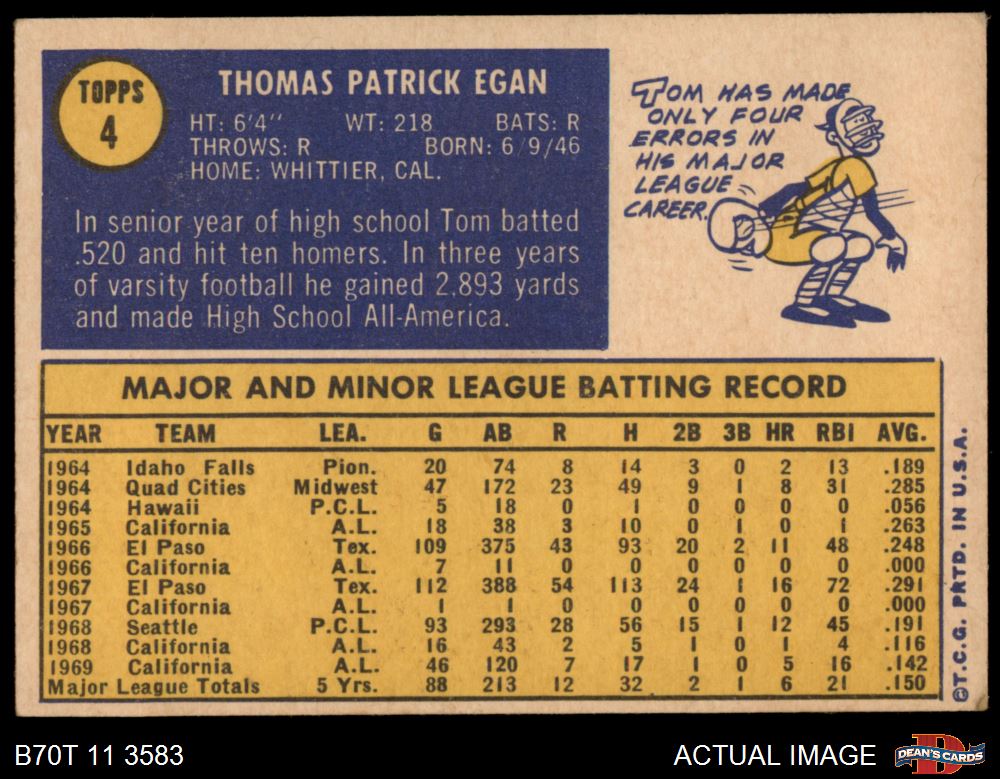 TOPPS
4
THOMAS PATRICK EGAN
HT: 6'4" WT: 218 BATS: R
THROWS: R BORN: 6/9/46
HOME: WHITTIER, CAL.
In senior year of high school Tom batted
.520 and hit ten homers. In three years
of varsity football he gained 2,893 yards
and made High School All-America.
TOM HAS MADE
ONLY FOUR
ERRORS IN
HIS MAJOR
LEAGUE
CAREER.
MAJOR AND MINOR LEAGUE BATTING RECORD
YEAR TEAM LEA. G AB R H 2B 3B HR RBI AVG.
1964 Idaho Falls Pion. 20 74 8 14 3 0 2 13 .189
1964 Quad Cities Midwest 47 172 23 49 9 1 8 31 .285
1964 Hawaii P.C.L. 5 18 0 1 0 0 0 0 .056
1965 California A.L. 18 38 3 10 0 1 0 1 .263
1966 El Paso Tex. 109 375 43 93 20 2 11 48 .248
1966 California A.L. 7 11 0 0 0 0 0 0 .000
1967 El Paso Tex. 112 388 54 113 24 1 16 72 .291
1967 California A.L. 1 1 0 0 0 0 0 0 .000
1968 Seattle P.C.L. 93 293 28 56 15 1 12 45 .191
1968 California A.L. 16 43 2 5 1 0 1 4 .116
1969 California A.L. 46 120 7 17 1 0 5 16 .142
Major League Totals 5 Yrs. 88 213 12 32 2 1 6 21 .150
©T.C.G. PRTD. IN U.S.A.
B70T 11 3583
ACTUAL IMAGE
D
DEAN'S CARDS